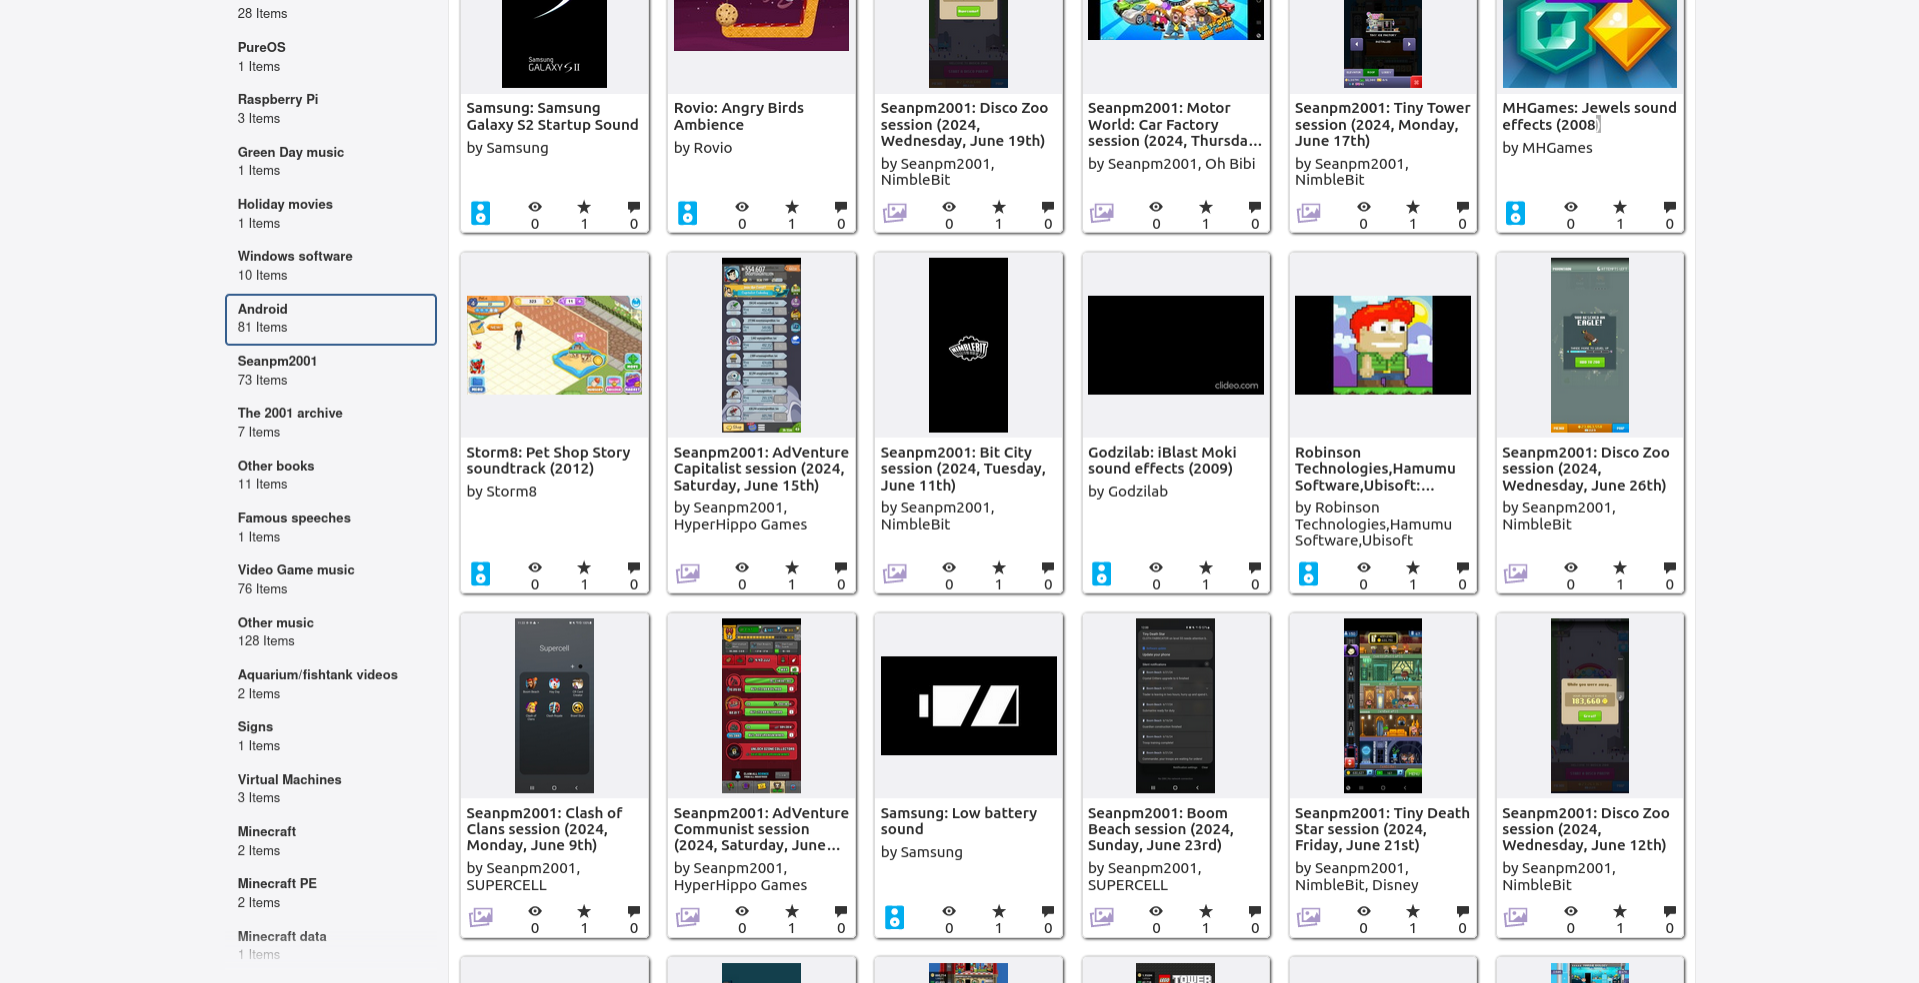 28 Items
PureOS
1 Items
Raspberry Pi
3 Items
Green Day music
1 Items
Holiday movies
1 Items
Windows software
10 Items
Android
81 Items
Seanpm2001
73 Items
The 2001 archive
7 Items
Other books
11 Items
Famous speeches
1 Items
Video Game music
76 Items
Other music
128 Items
Aquarium/fishtank videos
2 Items
Signs
1 Items
Virtual Machines
3 Items
Minecraft
2 Items
Minecraft PE
2 Items
Minecraft data
1 Items
Samsung
GALAXY S II
Samsung: Samsung
Galaxy S2 Startup Sound
by Samsung
0 1 0
Rovio: Angry Birds
Ambience
by Rovio
0 1 0
Seanpm2001: Disco Zoo
session (2024,
Wednesday, June 19th)
by Seanpm2001,
NimbleBit
0 1 0
Seanpm2001: Motor
World: Car Factory
session (2024, Thursda...
by Seanpm2001, Oh Bibi
0 1 0
Seanpm2001: Tiny Tower
session (2024, Monday,
June 17th)
by Seanpm2001,
NimbleBit
0 1 0
MHGames: Jewels sound
effects (2008)
by MHGames
0 1 0
Storm8: Pet Shop Story
soundtrack (2012)
by Storm8
0 1 0
Seanpm2001: AdVenture
Capitalist session (2024,
Saturday, June 15th)
by Seanpm2001,
HyperHippo Games
0 1 0
NIMBLEBIT
Seanpm2001: Bit City
session (2024, Tuesday,
June 11th)
by Seanpm2001,
NimbleBit
0 1 0
clideo.com
Godzilab: iBlast Moki
sound effects (2009)
by Godzilab
0 1 0
Robinson
Technologies,Hamumu
Software,Ubisoft:...
by Robinson
Technologies,Hamumu
Software,Ubisoft
0 1 0
EAGLE!
Seanpm2001: Disco Zoo
session (2024,
Wednesday, June 26th)
by Seanpm2001,
NimbleBit
0 1 0
Supercell
Seanpm2001: Clash of
Clans session (2024,
Monday, June 9th)
by Seanpm2001,
SUPERCELL
0 1 0
Seanpm2001: AdVenture
Communist session
(2024, Saturday, June...
by Seanpm2001,
HyperHippo Games
0 1 0
Samsung: Low battery
sound
by Samsung
0 1 0
Seanpm2001: Boom
Beach session (2024,
Sunday, June 23rd)
by Seanpm2001,
SUPERCELL
0 1 0
Seanpm2001: Tiny Death
Star session (2024,
Friday, June 21st)
by Seanpm2001,
NimbleBit, Disney
0 1 0
While you were away...
183,660
Seanpm2001: Disco Zoo
session (2024,
Wednesday, June 12th)
by Seanpm2001,
NimbleBit
0 1 0
TOWER